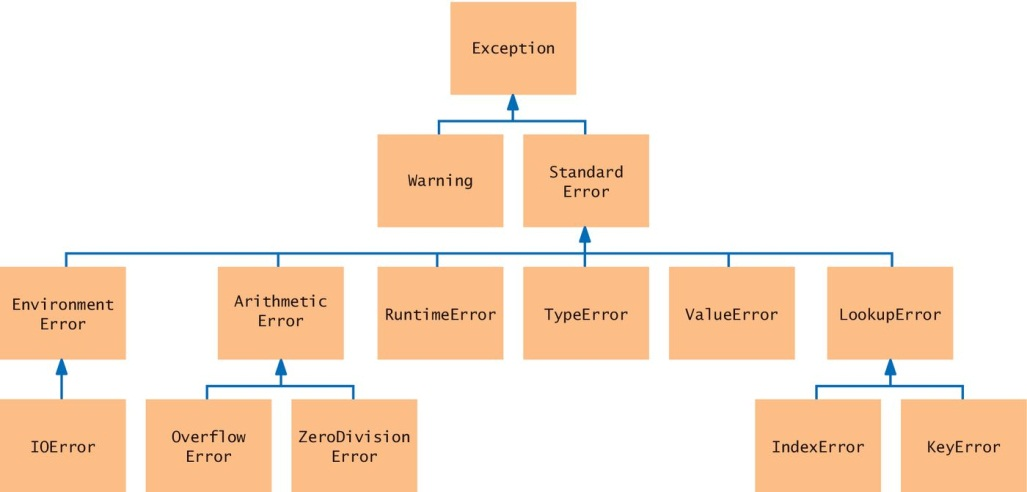 Exception
Warning
Standard
Error
Environment
Error
Arithmetic
Error
RuntimeError
TypeError
ValueError
LookupError
IOError
Overflow
Error
ZeroDivision
Error
IndexError
KeyError